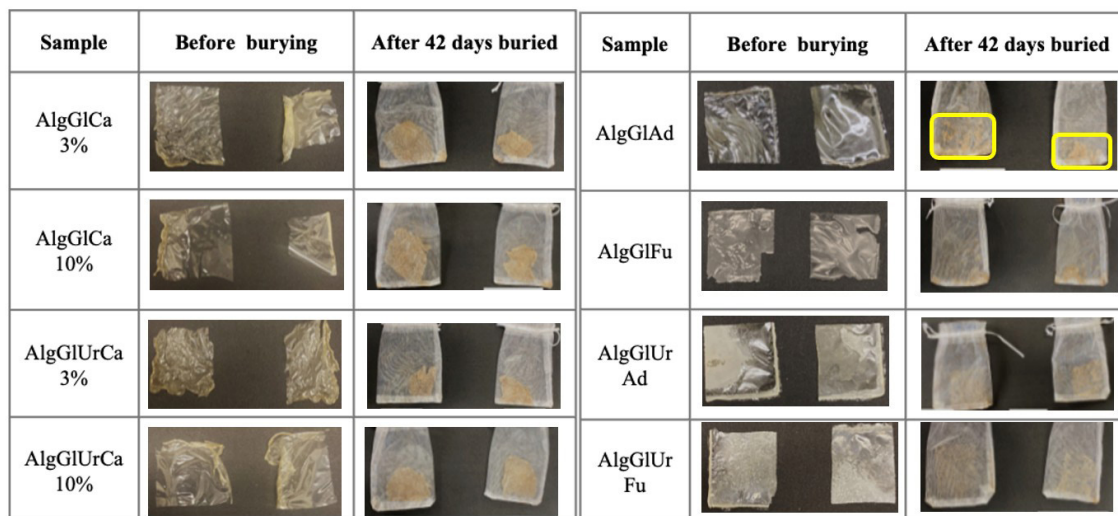 Sample Before burying After 42 days buried
AlgGlCa
3%
AlgGlCa
10%
AlgGlUrCa
3%
AlgGlUrCa
10%
Sample Before burying After 42 days buried
AlgGlAd
AlgGlFu
AlgGlUr
Ad
AlgGlUr
Fu